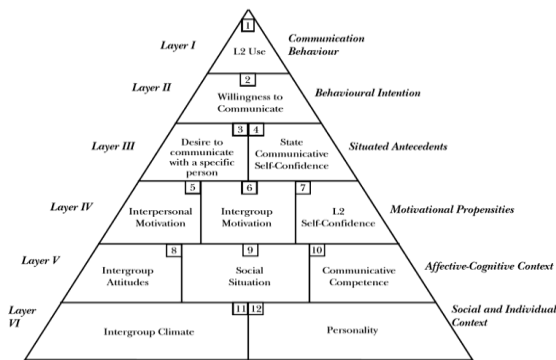 1
Layer I
L2 Use
Communication
Behaviour
2
Layer II
Willingness to
Communicate
Behavioural Intention
3 4
Layer III
Desire to
communicate
with a specific
person
State
Communicative
Self-Confidence
Situated Antecedents
5 6 7
Layer IV
Interpersonal
Motivation
Intergroup
Motivation
L2
Self-Confidence
Motivational Propensities
8 9 10
Layer V
Intergroup
Attitudes
Social
Situation
Communicative
Competence
Affective-Cognitive Context
11 12
Layer
VI
Intergroup Climate
Personality
Social and Individual
Context